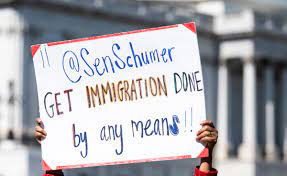 !! @SenSchumer
GET IMMIGRATION DONE
by any means!!